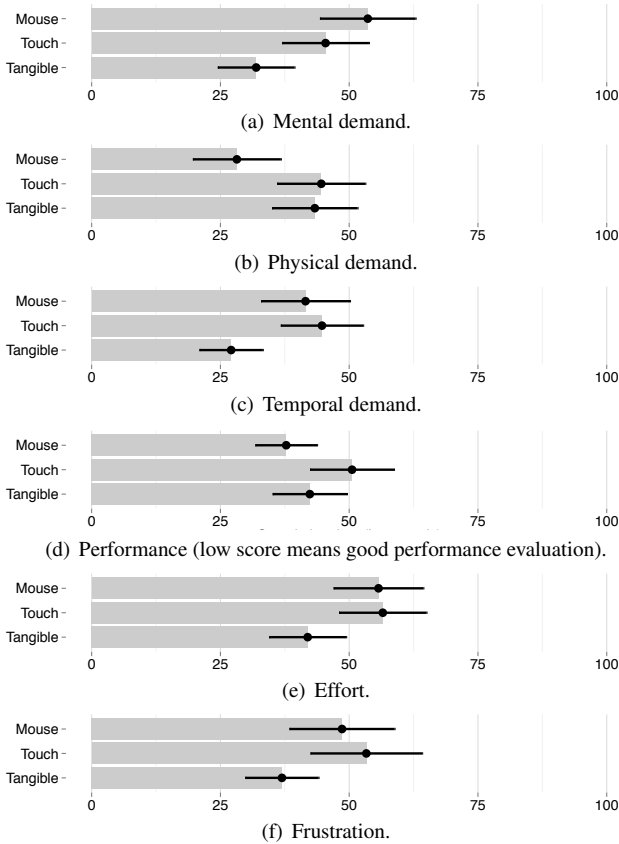 Mouse
Touch
Tangible
0 25 50 75 100
(a) Mental demand.
Mouse
Touch
Tangible
0 25 50 75 100
(b) Physical demand.
Mouse
Touch
Tangible
0 25 50 75 100
(c) Temporal demand.
Mouse
Touch
Tangible
0 25 50 75 100
(d) Performance (low score means good performance evaluation).
Mouse
Touch
Tangible
0 25 50 75 100
(e) Effort.
Mouse
Touch
Tangible
0 25 50 75 100
(f) Frustration.